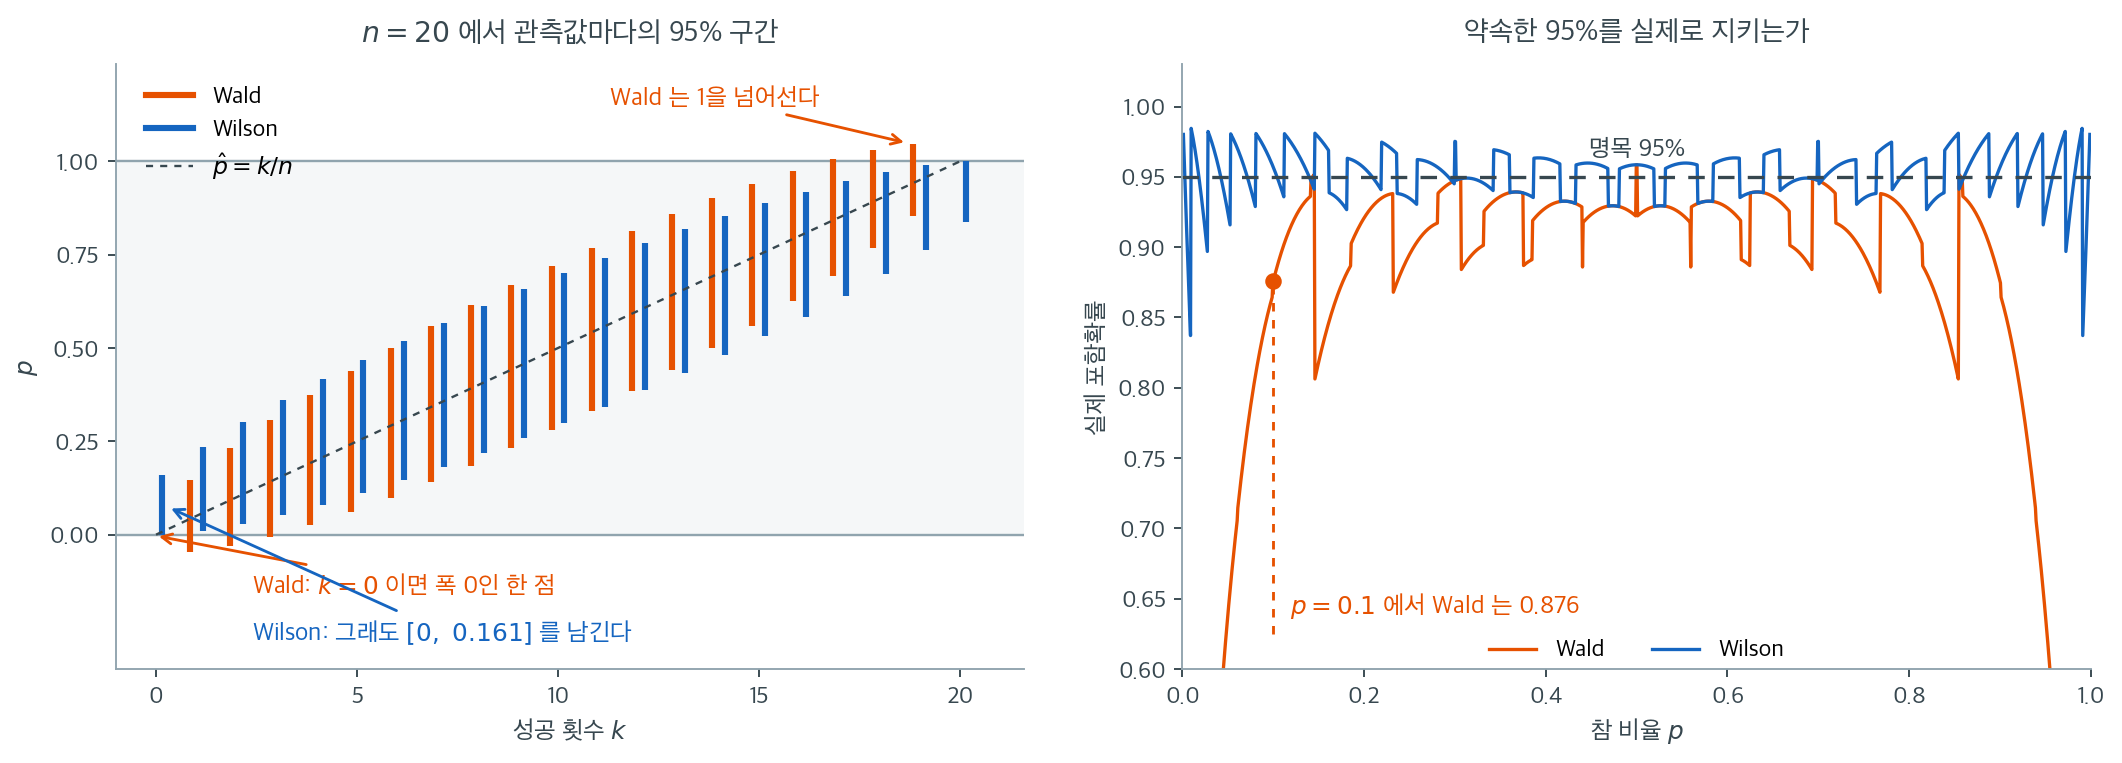 n = 20 에서 관측값마다의 95% 구간
Wald
Wilson
p̂ = k/n
Wald 는 1을 넘어선다
1.00
0.75
0.50
0.25
0.00
p
Wald: k = 0 이면 폭 0인 한 점
Wilson: 그래도 [0, 0.161] 를 남긴다
0 5 10 15 20
성공 횟수 k
약속한 95%를 실제로 지키는가
1.00
0.95
0.90
0.85
0.80
0.75
0.70
0.65
0.60
실제 포함확률
명목 95%
p = 0.1 에서 Wald 는 0.876
Wald Wilson
0.0 0.2 0.4 0.6 0.8 1.0
참 비율 p